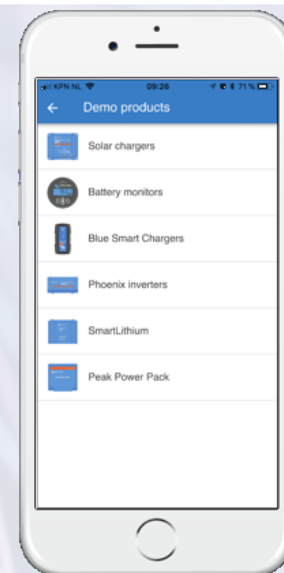 KPN NL 09:26 71 %
Demo products
Solar chargers
Battery monitors
Blue Smart Chargers
Phoenix inverters
SmartLithium
Peak Power Pack